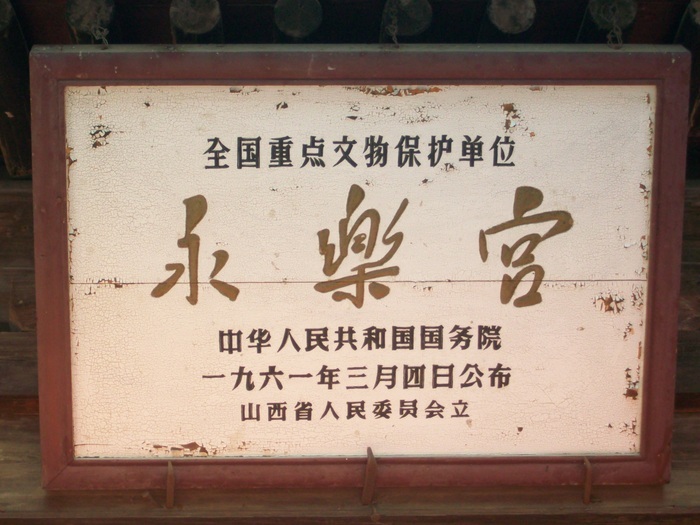 全国重点文物保护单位
永樂宫
中华人民共和国国务院
一九六一年三月四日公布
山西省人民委员会立